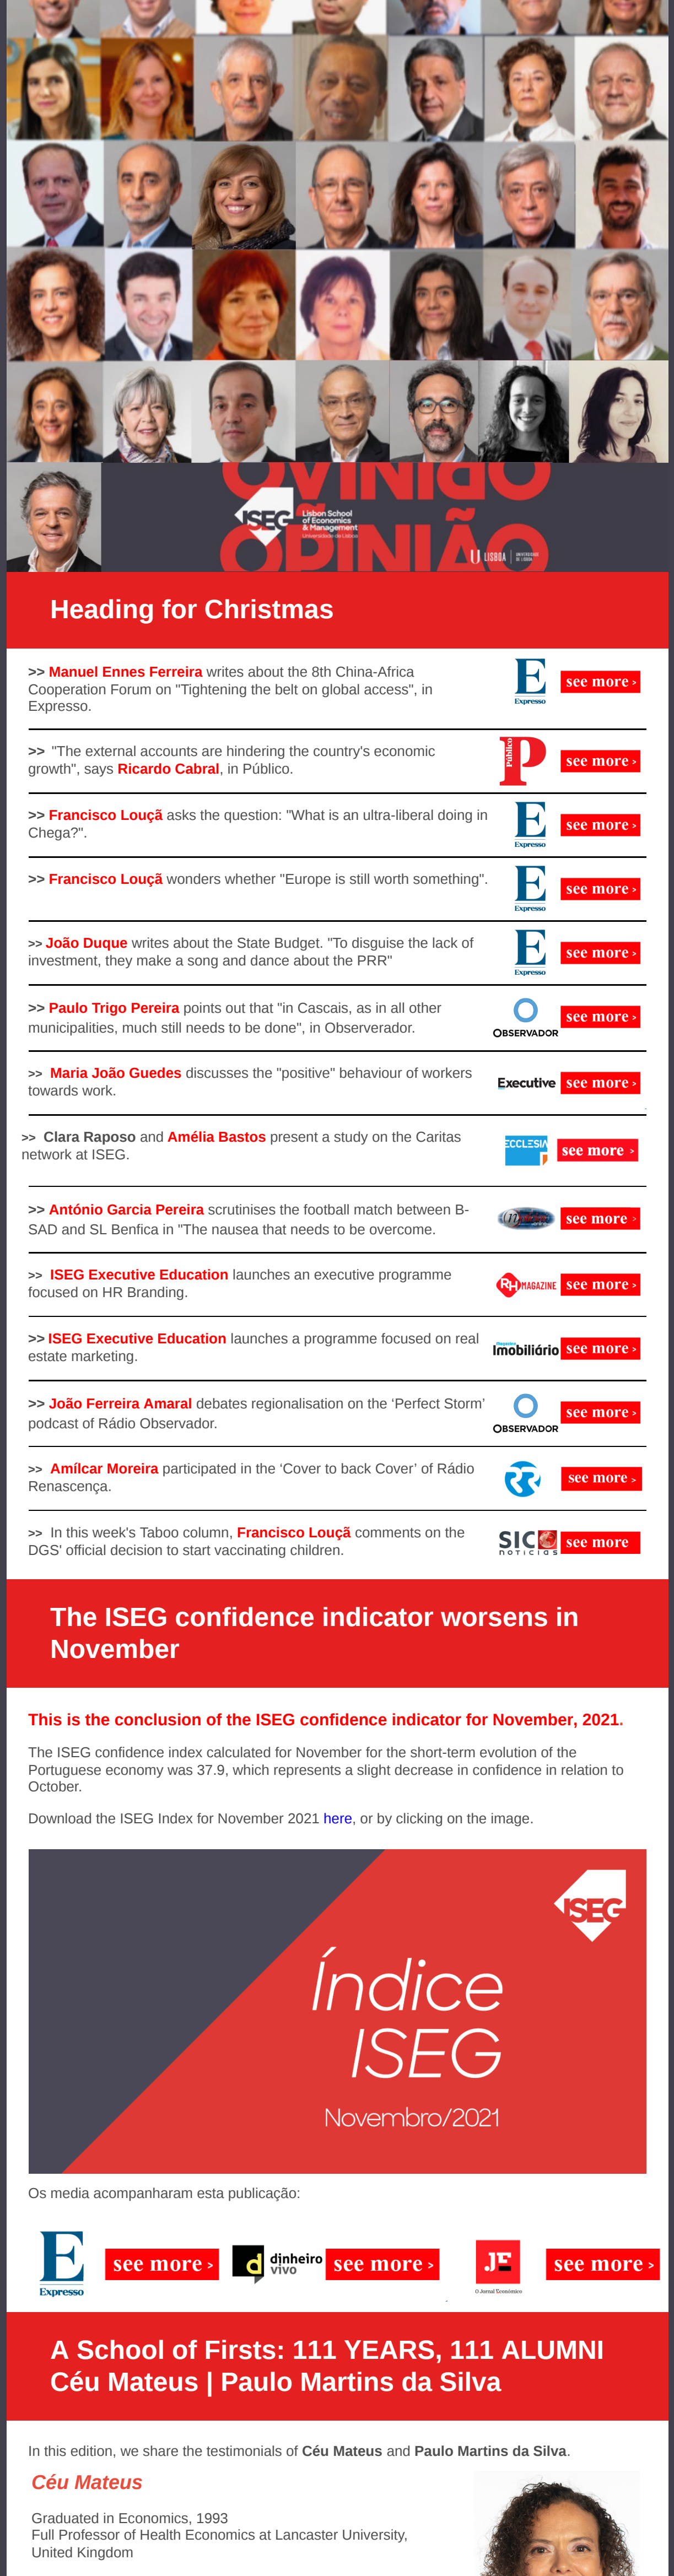 OPINIÃO
ISEG
Lisbon School
of Economics
& Management
Universidade de Lisboa
OPINIÃO
LISBOA
UNIVERSIDADE
DE LISBOA
Heading for Christmas
>> Manuel Ennes Ferreira writes about the 8th China-Africa
Cooperation Forum on "Tightening the belt on global access", in
Expresso.
E
Expresso
see more >
>> "The external accounts are hindering the country's economic
growth", says Ricardo Cabral, in Público.
P
Público
see more >
>> Francisco Louçã asks the question: "What is an ultra-liberal doing in
Chega?".
E
Expresso
see more >
>> Francisco Louçã wonders whether "Europe is still worth something".
E
Expresso
see more >
>> João Duque writes about the State Budget. "To disguise the lack of
investment, they make a song and dance about the PRR"
E
Expresso
see more >
>> Paulo Trigo Pereira points out that "in Cascais, as in all other
municipalities, much still needs to be done", in Observerador.
OBSERVADOR
see more >
>> Maria João Guedes discusses the "positive" behaviour of workers
towards work.
Executive
see more >
>> Clara Raposo and Amélia Bastos present a study on the Caritas
network at ISEG.
ECCLESIA
see more >
>> António Garcia Pereira scrutinises the football match between B-
SAD and SL Benfica in "The nausea that needs to be overcome.
see more >
>> ISEG Executive Education launches an executive programme
focused on HR Branding.
RH MAGAZINE
see more >
>> ISEG Executive Education launches a programme focused on real
estate marketing.
Magazine
Imobiliário
see more >
>> João Ferreira Amaral debates regionalisation on the ‘Perfect Storm’
podcast of Rádio Observador.
OBSERVADOR
see more >
>> Amílcar Moreira participated in the ‘Cover to back Cover’ of Rádio
Renascença.
see more >
>> In this week's Taboo column, Francisco Louçã comments on the
DGS' official decision to start vaccinating children.
SIC
notícias
see more
The ISEG confidence indicator worsens in
November
This is the conclusion of the ISEG confidence indicator for November, 2021.
The ISEG confidence index calculated for November for the short-term evolution of the
Portuguese economy was 37.9, which represents a slight decrease in confidence in relation to
October.
Download the ISEG Index for November 2021 here, or by clicking on the image.
ISEG
Índice
ISEG
Novembro/2021
Os media acompanharam esta publicação:
E
Expresso
see more >
d dinheiro
vivo
see more >
JE
O Jornal Económico
see more >
A School of Firsts: 111 YEARS, 111 ALUMNI
Céu Mateus | Paulo Martins da Silva
In this edition, we share the testimonials of Céu Mateus and Paulo Martins da Silva.
Céu Mateus
Graduated in Economics, 1993
Full Professor of Health Economics at Lancaster University,
United Kingdom